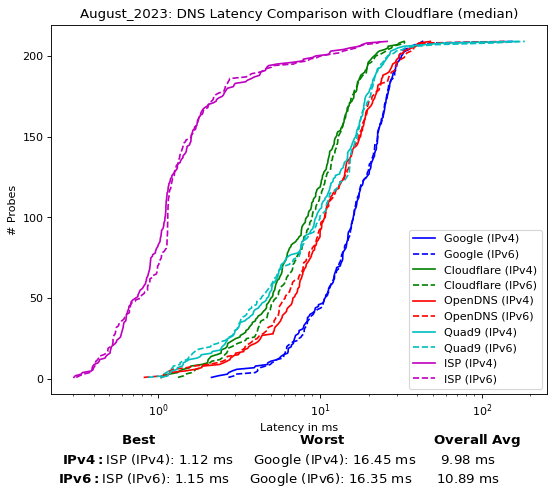 August_2023: DNS Latency Comparison with Cloudflare (median)
200
150
100
50
0
# Probes
Google (IPv4)
Google (IPv6)
Cloudflare (IPv4)
Cloudflare (IPv6)
OpenDNS (IPv4)
OpenDNS (IPv6)
Quad9 (IPv4)
Quad9 (IPv6)
ISP (IPv4)
ISP (IPv6)
10⁰ 10¹ 10²
Latency in ms
Best Worst Overall Avg
IPv4: ISP (IPv4): 1.12 ms Google (IPv4): 16.45 ms 9.98 ms
IPv6: ISP (IPv6): 1.15 ms Google (IPv6): 16.35 ms 10.89 ms